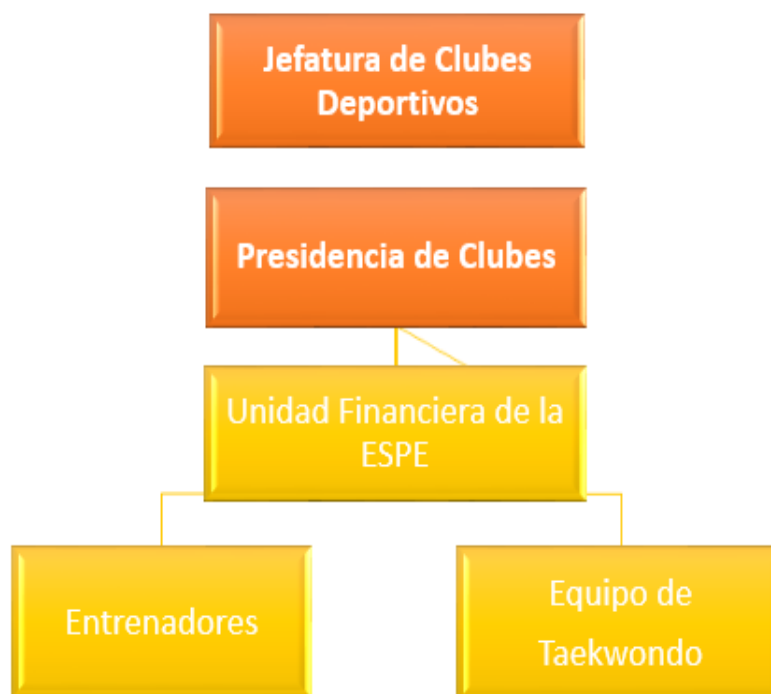 Jefatura de Clubes
Deportivos
Presidencia de Clubes
Unidad Financiera de la
ESPE
Entrenadores
Equipo de
Taekwondo